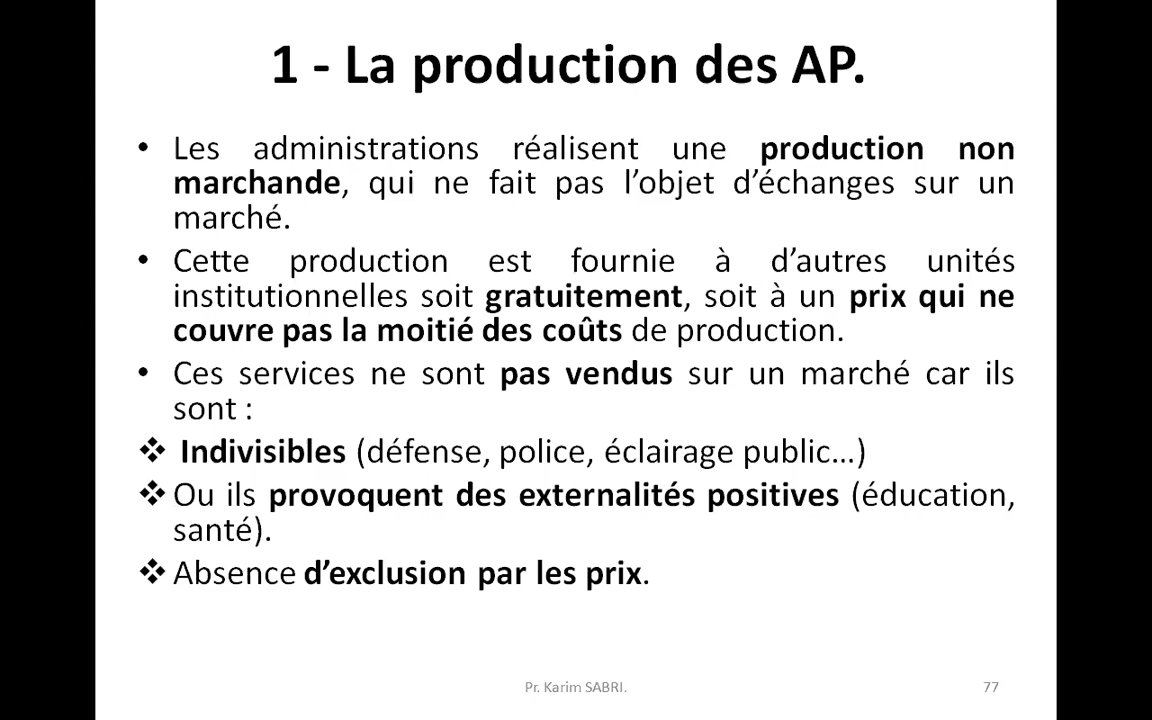 1 - La production des AP.
• Les administrations réalisent une production non
marchande, qui ne fait pas l’objet d’échanges sur un
marché.
• Cette production est fournie à d’autres unités
institutionnelles soit gratuitement, soit à un prix qui ne
couvre pas la moitié des coûts de production.
• Ces services ne sont pas vendus sur un marché car ils
sont :
❖ Indivisibles (défense, police, éclairage public…)
❖ Ou ils provoquent des externalités positives (éducation,
santé).
❖ Absence d’exclusion par les prix.
Pr. Karim SABRI.
77